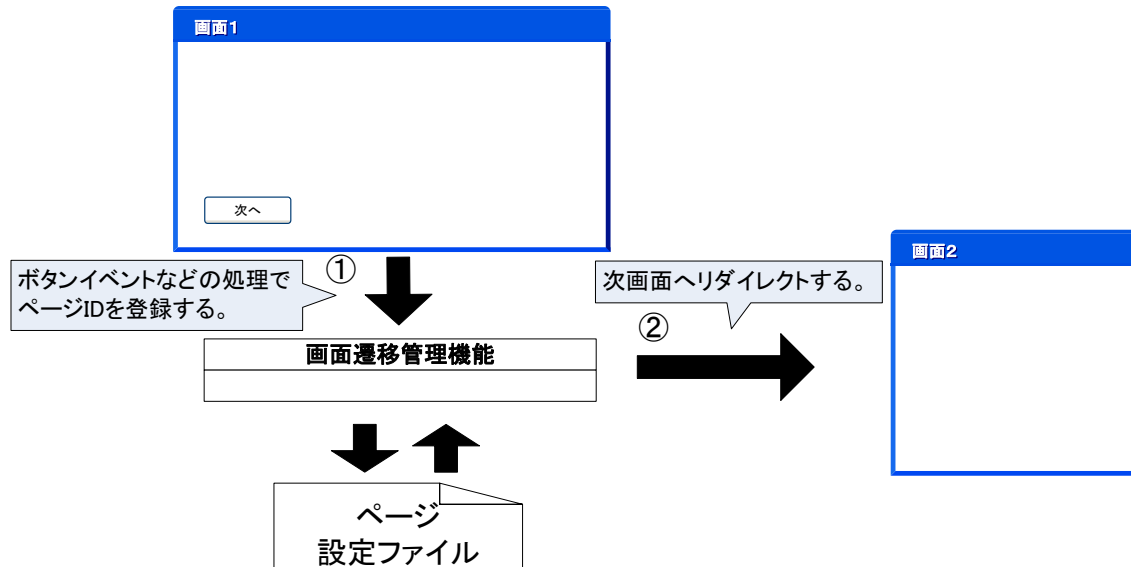 画面1
次へ
ボタンイベントなどの処理で
ページIDを登録する。
①
次画面へリダイレクトする。
②
画面2
画面遷移管理機能
ページ
設定ファイル